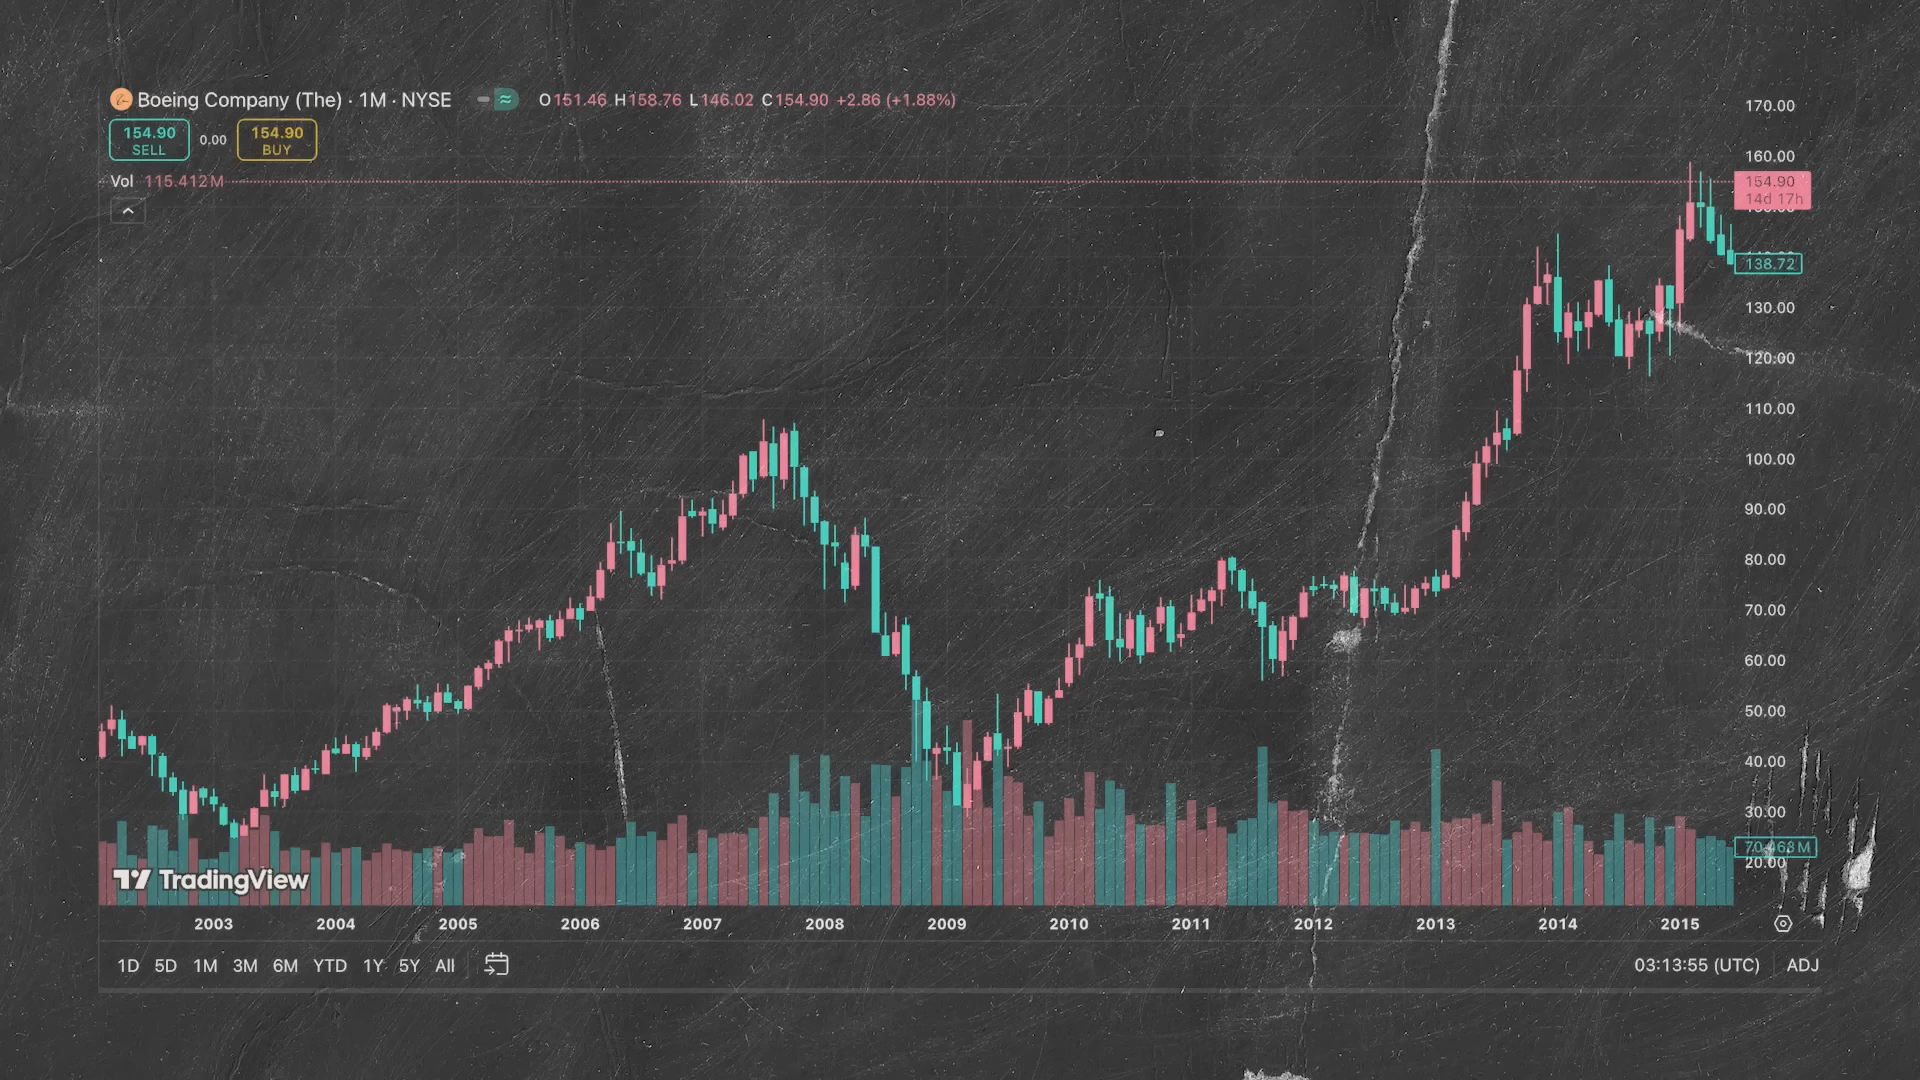 Boeing Company (The) · 1M · NYSE
O151.46 H158.76 L146.02 C154.90 +2.86 (+1.88%)
154.90
SELL
0.00
154.90
BUY
Vol 115.412M
170.00
160.00
154.90
14d 17h
138.72
130.00
120.00
110.00
100.00
90.00
80.00
70.00
60.00
50.00
40.00
30.00
70.468M
20.00
TradingView
2003 2004 2005 2006 2007 2008 2009 2010 2011 2012 2013 2014 2015
1D 5D 1M 3M 6M YTD 1Y 5Y All
03:13:55 (UTC) ADJ